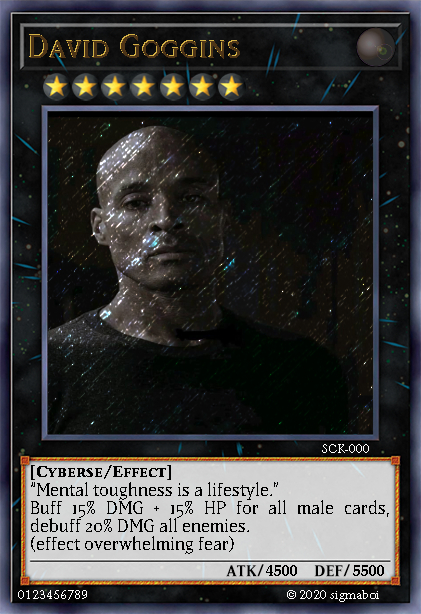 David Goggins
SCK-000
[Cyberse/Effect]
“Mental toughness is a lifestyle.”
Buff 15% DMG + 15% HP for all male cards,
debuff 20% DMG all enemies.
(effect overwhelming fear)
ATK/4500 DEF/5500
0123456789 © 2020 sigmaboi